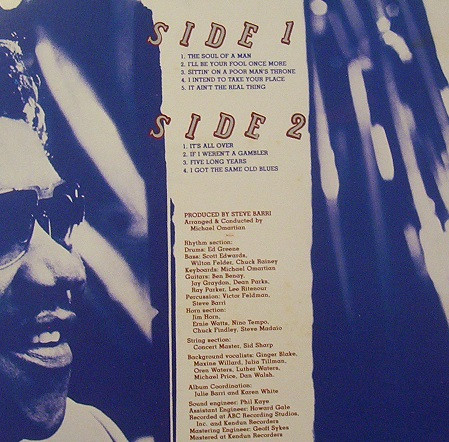 SIDE 1
1. THE SOUL OF A MAN
2. I'LL BE YOUR FOOL ONCE MORE
3. SITTIN' ON A POOR MAN'S THRONE
4. I INTEND TO TAKE YOUR PLACE
5. IT AIN'T THE REAL THING
SIDE 2
1. IT'S ALL OVER
2. IF I WEREN'T A GAMBLER
3. FIVE LONG YEARS
4. I GOT THE SAME OLD BLUES
PRODUCED BY STEVE BARRI
Arranged & Conducted by
Michael Omartian
Rhythm section:
Drums: Ed Greene
Bass: Scott Edwards,
Wilton Felder, Chuck Rainey
Keyboards: Michael Omartian
Guitars: Ben Benay,
Jay Graydon, Dean Parks,
Ray Parker, Lee Ritenour
Percussion: Victor Feldman,
Steve Barri
Horn section:
Jim Horn,
Ernie Watts, Nino Tempo,
Chuck Findley, Steve Madaio
String section:
Concert Master, Sid Sharp
Background vocalists: Ginger Blake,
Maxine Willard, Julia Tillman,
Oren Waters, Luther Waters,
Michael Price, Dan Walsh.
Album Coordination:
Julie Barri and Karen White
Sound engineer: Phil Kaye
Assistant Engineer: Howard Gale
Recorded at ABC Recording Studios,
Inc. and Kendun Recorders
Mastering Engineer: Geoff Sykes
Mastered at Kendun Recorders